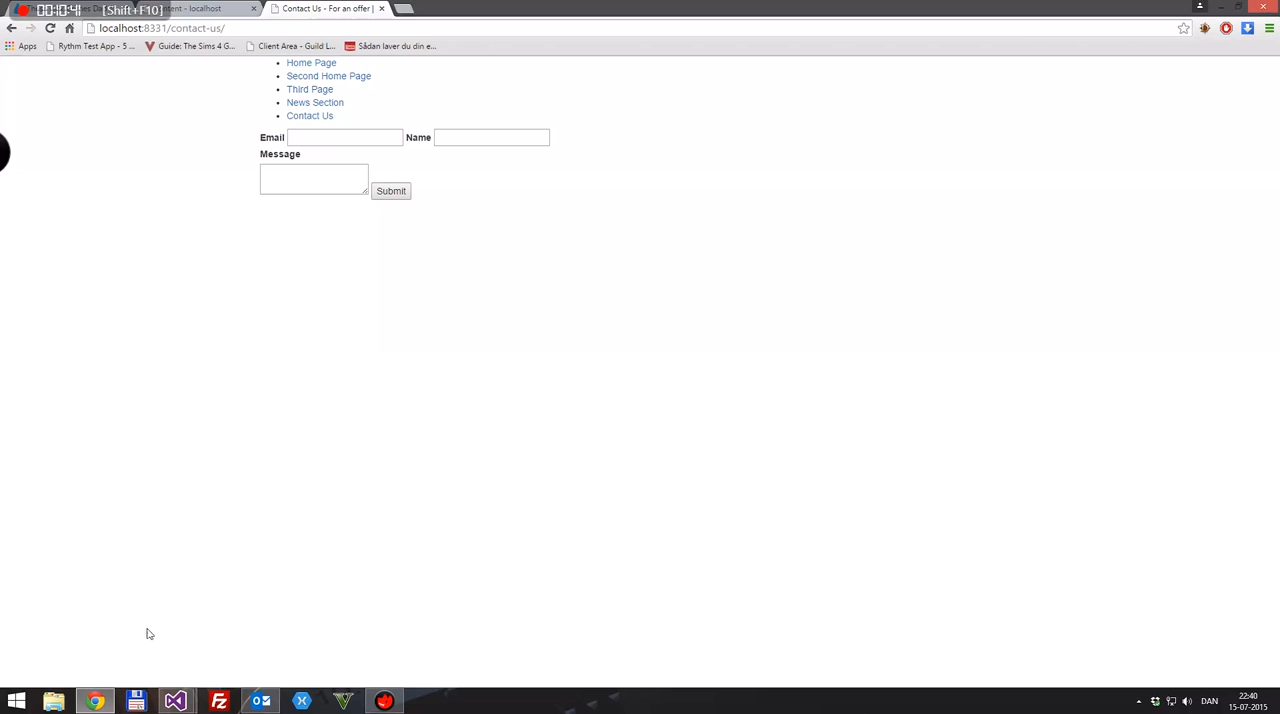 00:10:41 [Shift+F10]
ntent - localhost
Contact Us - For an offer |
localhost:8331/contact-us/
Apps
Rythm Test App - 5 ...
Guide: The Sims 4 G...
Client Area - Guild L...
Sådan laver du din e...
Home Page
Second Home Page
Third Page
News Section
Contact Us
Email
Name
Message
Submit
DAN
22:40
15-07-2015